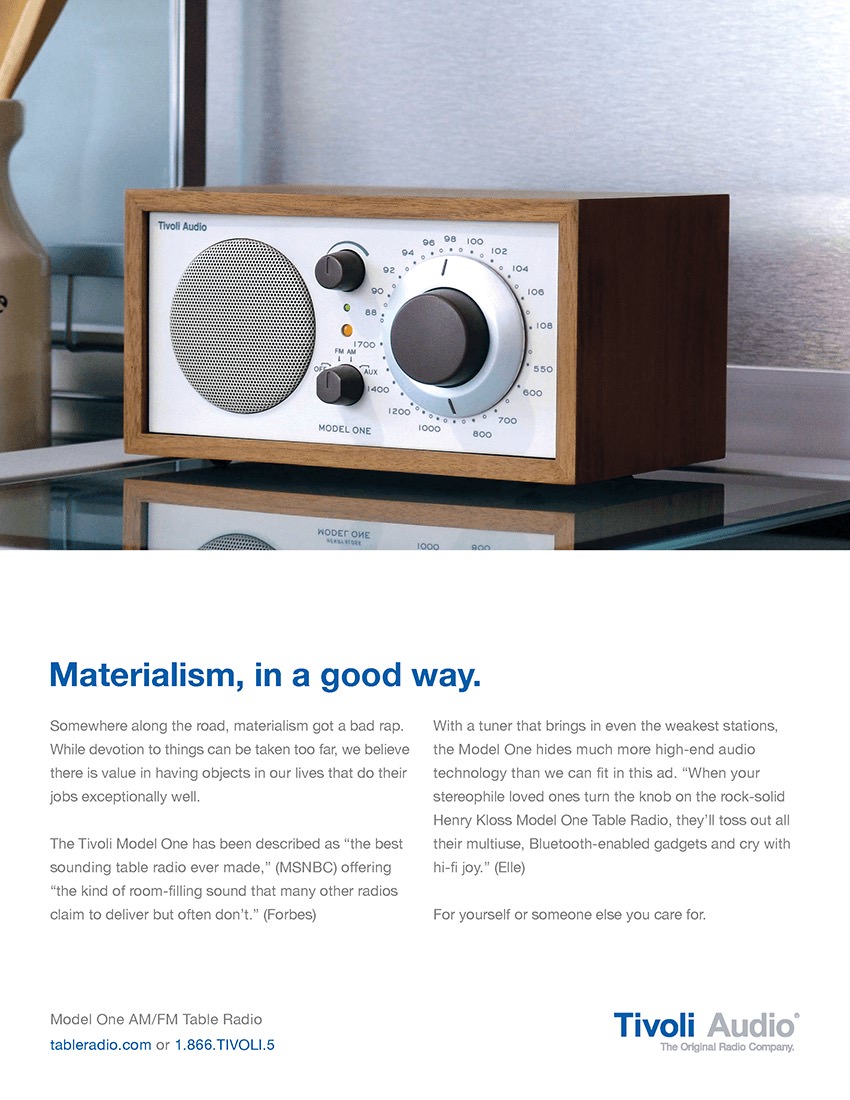 Tivoli Audio
94 96 98 100 102
92 104
90 106
88 108
1700
FM AM
OFF AUX 550
1400 600
1200 700
1000 800
MODEL ONE
MODEL ONE
1000 900
Materialism, in a good way.
Somewhere along the road, materialism got a bad rap.
While devotion to things can be taken too far, we believe
there is value in having objects in our lives that do their
jobs exceptionally well.
The Tivoli Model One has been described as “the best
sounding table radio ever made,” (MSNBC) offering
“the kind of room-filling sound that many other radios
claim to deliver but often don’t.” (Forbes)
With a tuner that brings in even the weakest stations,
the Model One hides much more high-end audio
technology than we can fit in this ad. “When your
stereophile loved ones turn the knob on the rock-solid
Henry Kloss Model One Table Radio, they’ll toss out all
their multiuse, Bluetooth-enabled gadgets and cry with
hi-fi joy.” (Elle)
For yourself or someone else you care for.
Model One AM/FM Table Radio
tableradio.com or 1.866.TIVOLI.5
Tivoli Audio®
The Original Radio Company.